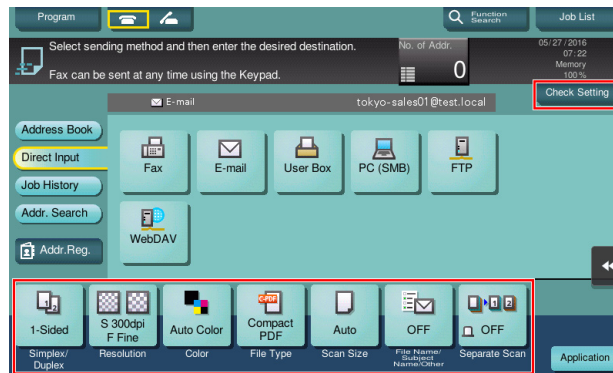 Program
Function
Search
Job List
Select sending method and then enter the desired destination.
Fax can be sent at any time using the Keypad.
No. of Addr.
0
05/27/2016
07:22
Memory
100%
Check Setting
E-mail
tokyo-sales01@test.local
Address Book
Direct Input
Job History
Addr. Search
Addr.Reg.
Fax
E-mail
User Box
PC (SMB)
FTP
WebDAV
1-Sided
S 300dpi
F Fine
Auto Color
Compact
PDF
Auto
OFF
OFF
Simplex/
Duplex
Resolution
Color
File Type
Scan Size
File Name/
Subject
Name/Other
Separate Scan
Application